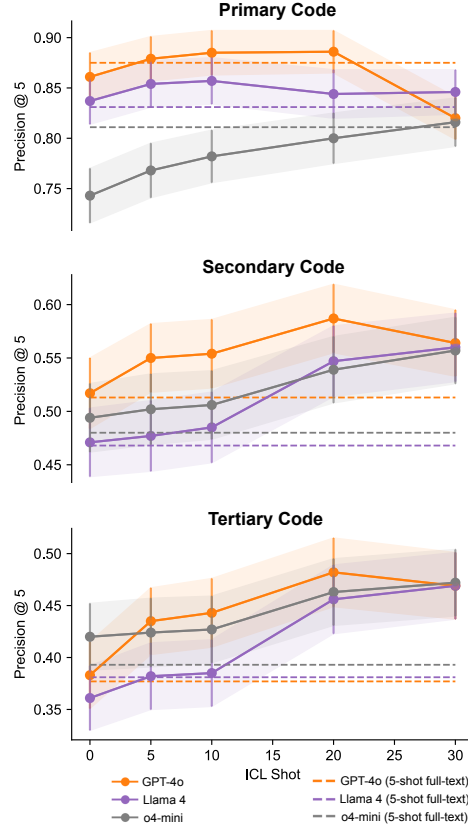 Primary Code
0.90
0.85
0.80
0.75
Precision @ 5
Secondary Code
0.60
0.55
0.50
0.45
Precision @ 5
Tertiary Code
0.50
0.45
0.40
0.35
Precision @ 5
0 5 10 20 30
ICL Shot
GPT-4o GPT-4o (5-shot full-text)
Llama 4 Llama 4 (5-shot full-text)
o4-mini o4-mini (5-shot full-text)